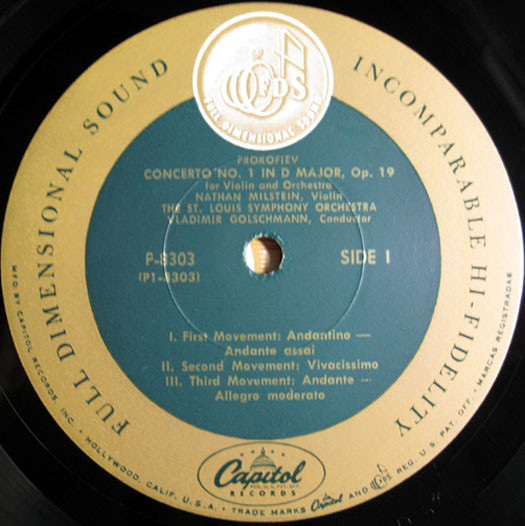 FULL DIMENSIONAL SOUND
INCOMPARABLE HI-FIDELITY
FDS
FULL DIMENSIONAL SOUND
PROKOFIEV
CONCERTO NO. 1 IN D MAJOR, Op. 19
for Violin and Orchestra
NATHAN MILSTEIN, Violin
THE ST. LOUIS SYMPHONY ORCHESTRA
VLADIMIR GOLSCHMANN, Conductor
P-8303
SIDE 1
(P1-8303)
I. First Movement: Andantino —
Andante assai
II. Second Movement: Vivacissimo
III. Third Movement: Andante —
Allegro moderato
Capitol
RECORDS
MFG. BY CAPITOL RECORDS, INC. • HOLLYWOOD, CALIF. U.S.A. • TRADE MARKS Capitol AND FDS REG. U.S. PAT. OFF. • MARCAS REGISTRADAS